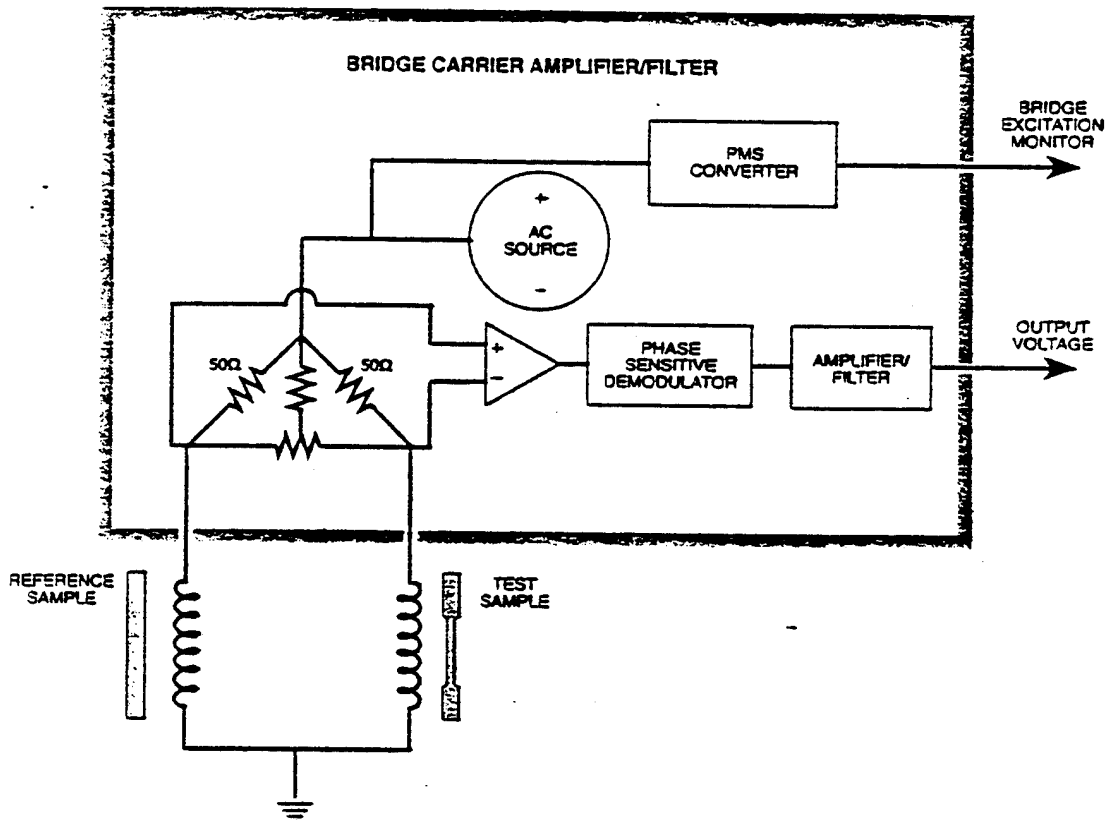 BRIDGE CARRIER AMPLIFIER/FILTER
BRIDGE
EXCITATION
MONITOR
PMS
CONVERTER
+
AC
SOURCE
-
OUTPUT
VOLTAGE
50Ω
50Ω
+
-
PHASE
SENSITIVE
DEMODULATOR
AMPLIFIER/
FILTER
REFERENCE
SAMPLE
TEST
SAMPLE